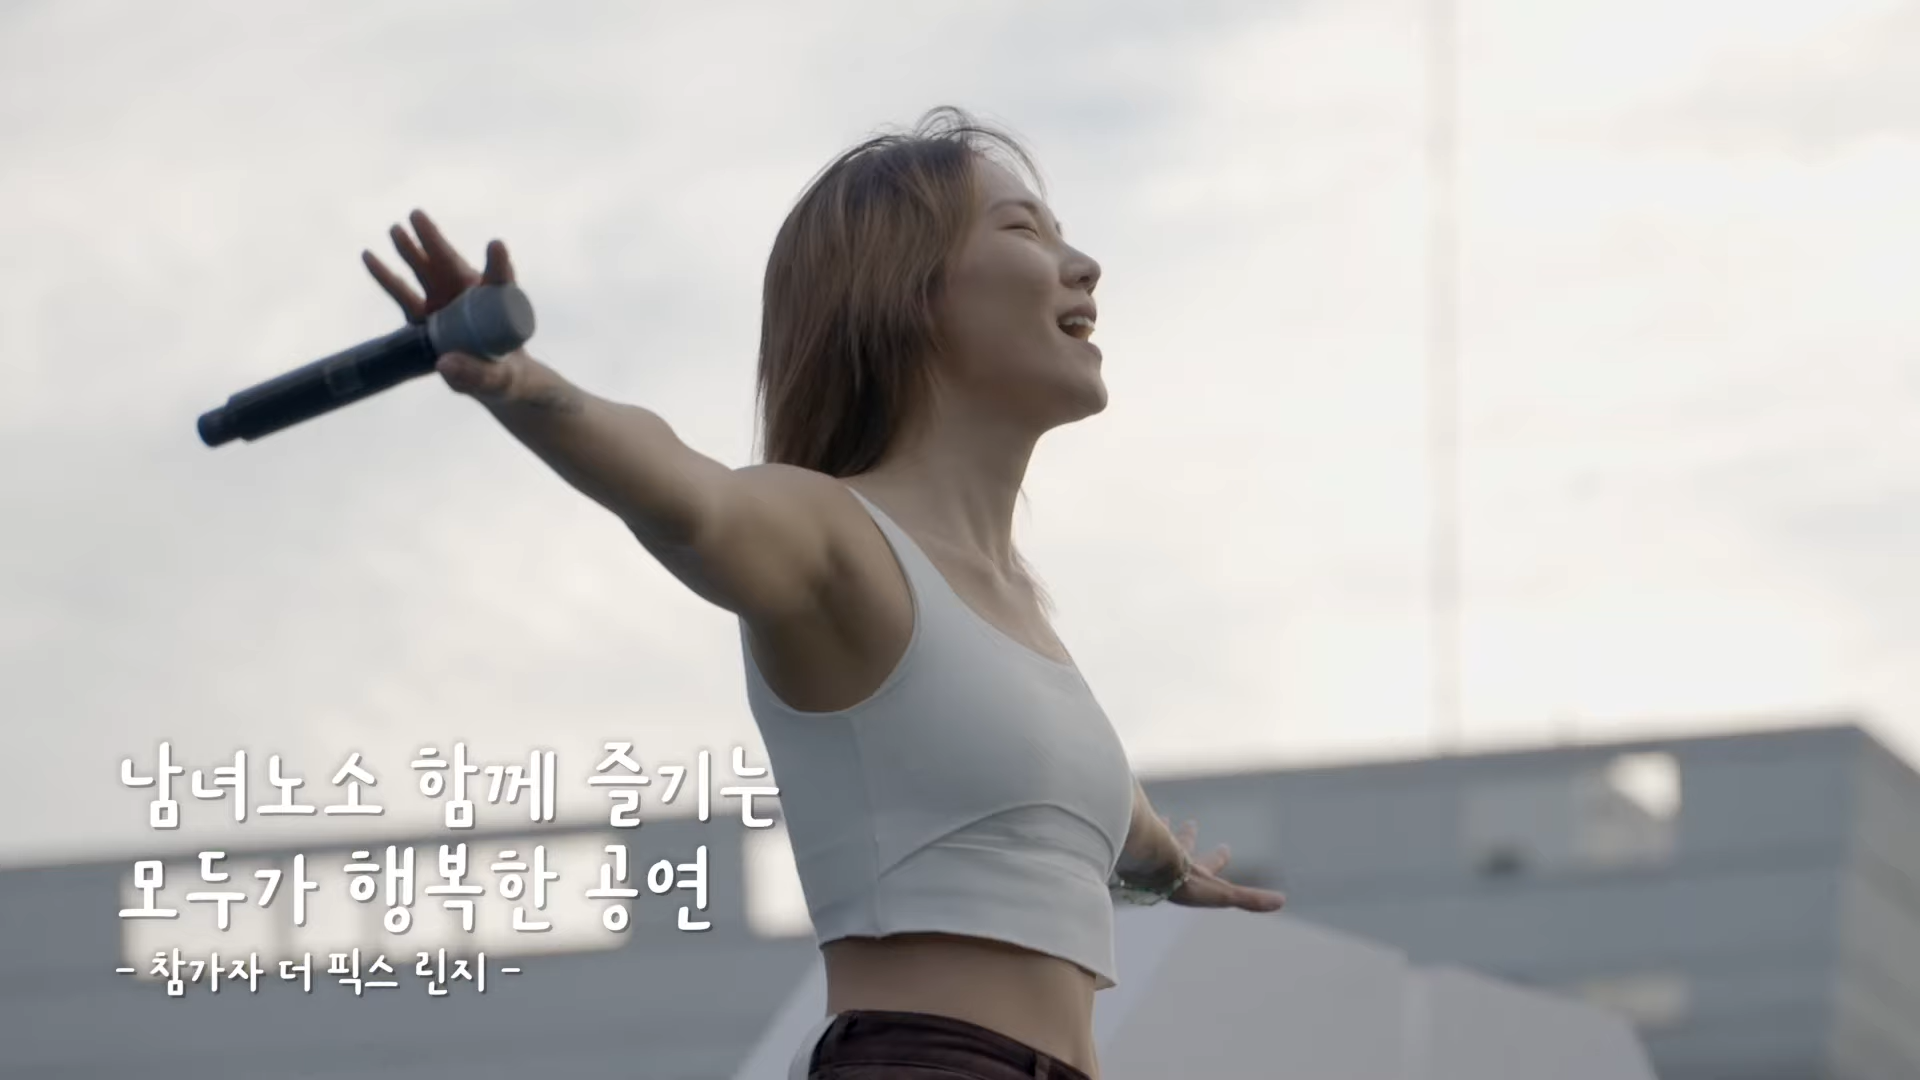 남녀노소 함께 즐기는
모두가 행복한 공연
- 참가자 더 픽스 린지 -